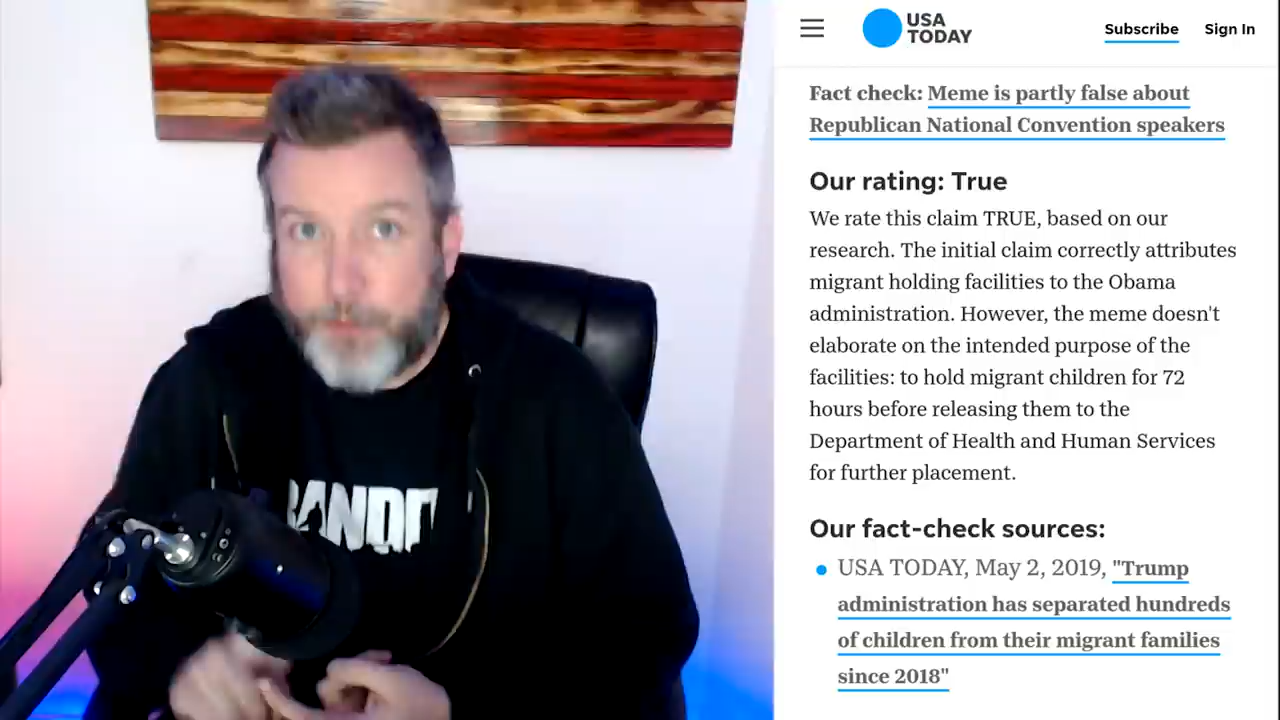 USA
TODAY
Subscribe
Sign In
Fact check: Meme is partly false about
Republican National Convention speakers
Our rating: True
We rate this claim TRUE, based on our
research. The initial claim correctly attributes
migrant holding facilities to the Obama
administration. However, the meme doesn't
elaborate on the intended purpose of the
facilities: to hold migrant children for 72
hours before releasing them to the
Department of Health and Human Services
for further placement.
Our fact-check sources:
USA TODAY, May 2, 2019, "Trump
administration has separated hundreds
of children from their migrant families
since 2018"